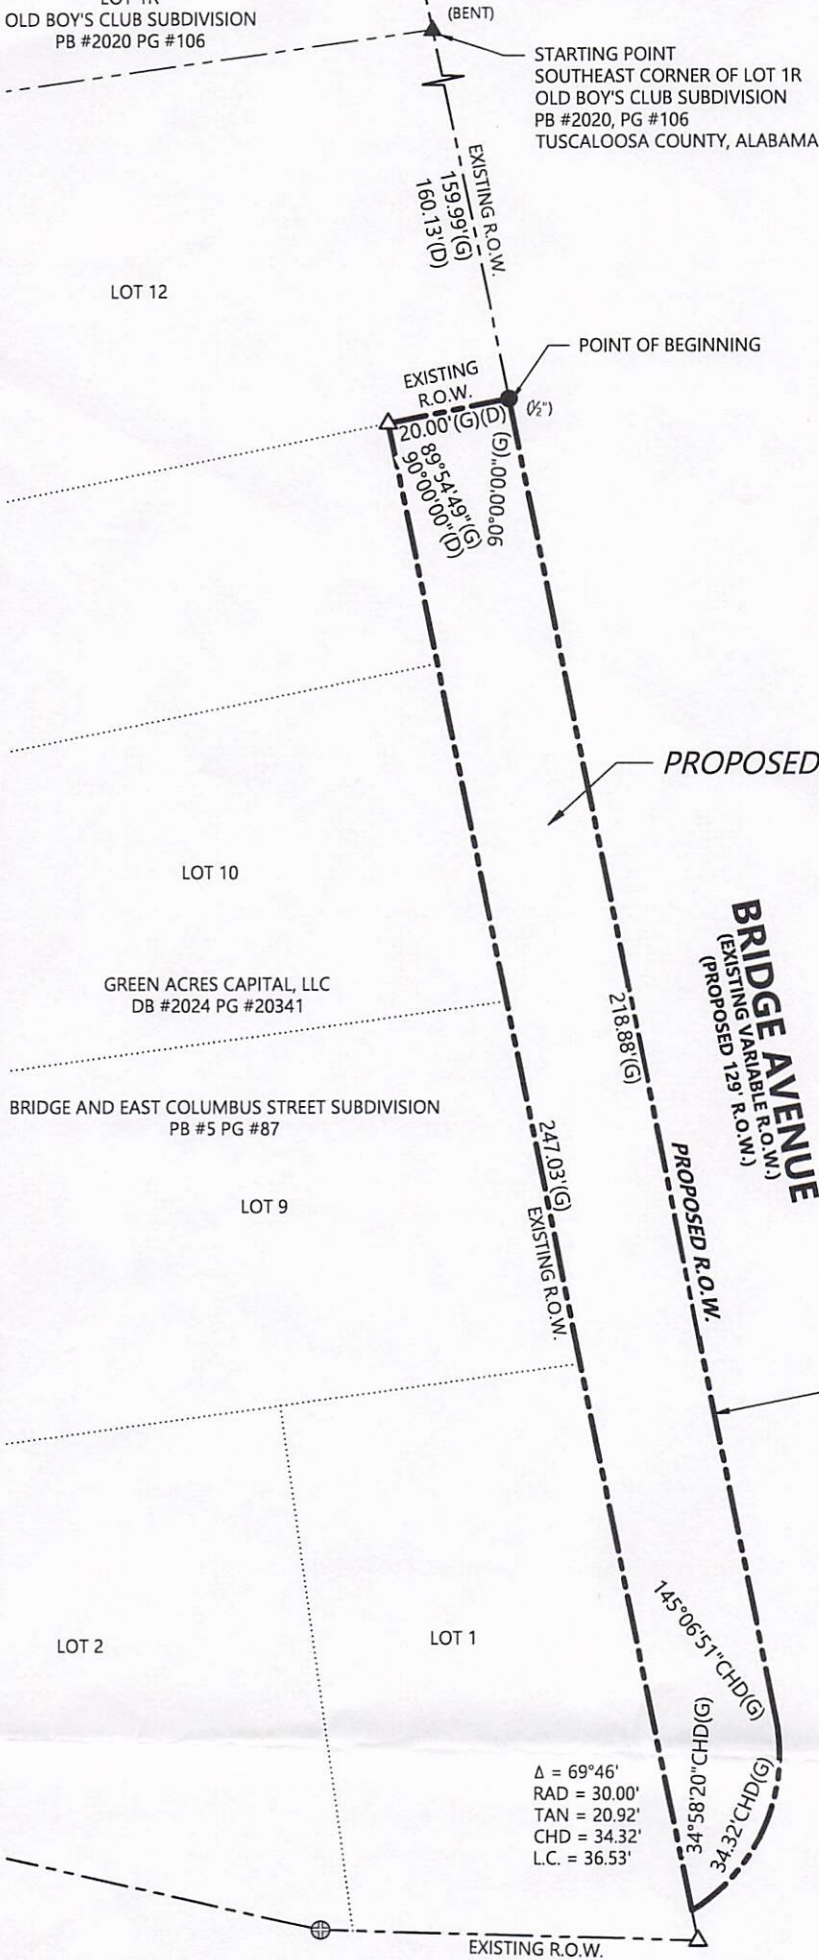 OLD BOY'S CLUB SUBDIVISION
PB #2020 PG #106
(BENT)
STARTING POINT
SOUTHEAST CORNER OF LOT 1R
OLD BOY'S CLUB SUBDIVISION
PB #2020, PG #106
TUSCALOOSA COUNTY, ALABAMA
EXISTING R.O.W.
159.99'(G)
160.13'(D)
LOT 12
POINT OF BEGINNING
EXISTING
R.O.W.
(½")
20.00'(G)(D)
90°00'00"(G)
89°54'49"(G)
90°00'00"(D)
PROPOSED
LOT 10
GREEN ACRES CAPITAL, LLC
DB #2024 PG #20341
BRIDGE AVENUE
(EXISTING VARIABLE R.O.W.)
(PROPOSED 129' R.O.W.)
218.88'(G)
BRIDGE AND EAST COLUMBUS STREET SUBDIVISION
PB #5 PG #87
247.03'(G)
EXISTING R.O.W.
PROPOSED R.O.W.
LOT 9
LOT 2
LOT 1
145°06'51"CHD(G)
34°58'20"CHD(G)
34.32'CHD(G)
Δ = 69°46'
RAD = 30.00'
TAN = 20.92'
CHD = 34.32'
L.C. = 36.53'
EXISTING R.O.W.